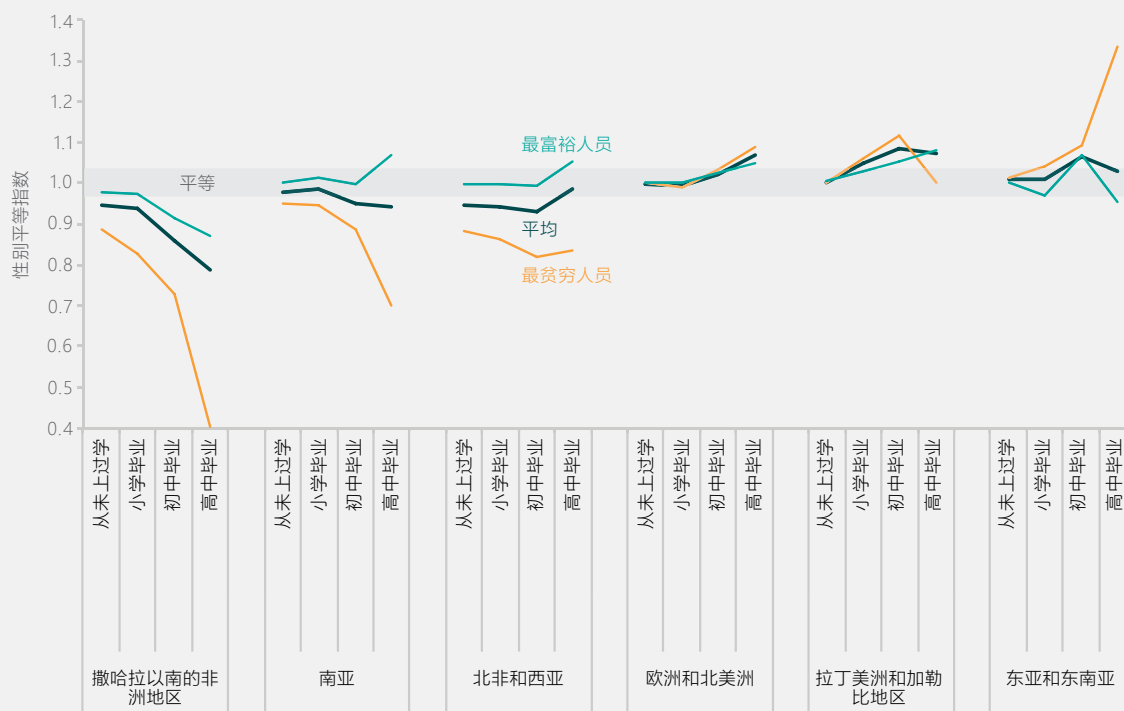 1.4
1.3
1.2
1.1
1.0
0.9
0.8
0.7
0.6
0.5
0.4
性别平等指数
平等
最富裕人员
平均
最贫穷人员
从未上过学
小学毕业
初中毕业
高中毕业
从未上过学
小学毕业
初中毕业
高中毕业
从未上过学
小学毕业
初中毕业
高中毕业
从未上过学
小学毕业
初中毕业
高中毕业
从未上过学
小学毕业
初中毕业
高中毕业
从未上过学
小学毕业
初中毕业
高中毕业
撒哈拉以南的非
洲地区
南亚
北非和西亚
欧洲和北美洲
拉丁美洲和加勒
比地区
东亚和东南亚